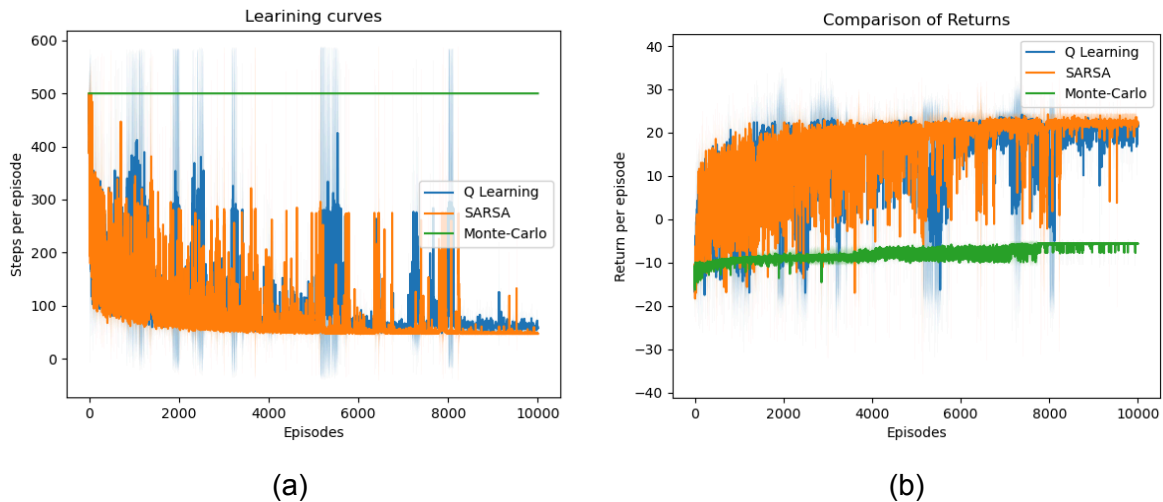 Learining curves
600
500
400
300
200
100
0
Steps per episode
Q Learning
SARSA
Monte-Carlo
0 2000 4000 6000 8000 10000
Episodes
(a)
Comparison of Returns
40
30
20
10
0
−10
−20
−30
−40
Return per episode
Q Learning
SARSA
Monte-Carlo
0 2000 4000 6000 8000 10000
Episodes
(b)